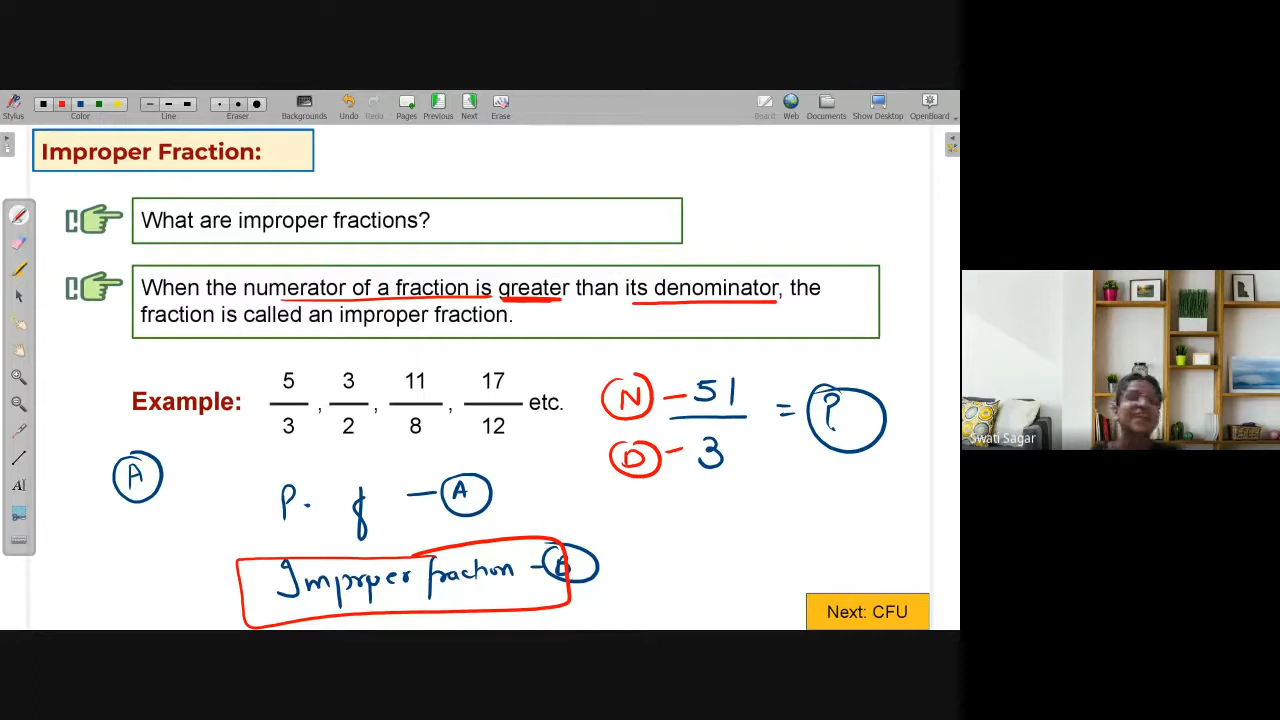 Stylus
Color
Line
Eraser
Backgrounds
Undo
Redo
Pages
Previous
Next
Erase
Board
Web
Documents
Show Desktop
OpenBoard
Improper Fraction:
What are improper fractions?
When the numerator of a fraction is greater than its denominator, the
fraction is called an improper fraction.
Example: 5/3, 3/2, 11/8, 17/12 etc.
N - 51
= ?
D - 3
A
P. f - A
Improper fraction - B
Next: CFU
Swati Sagar